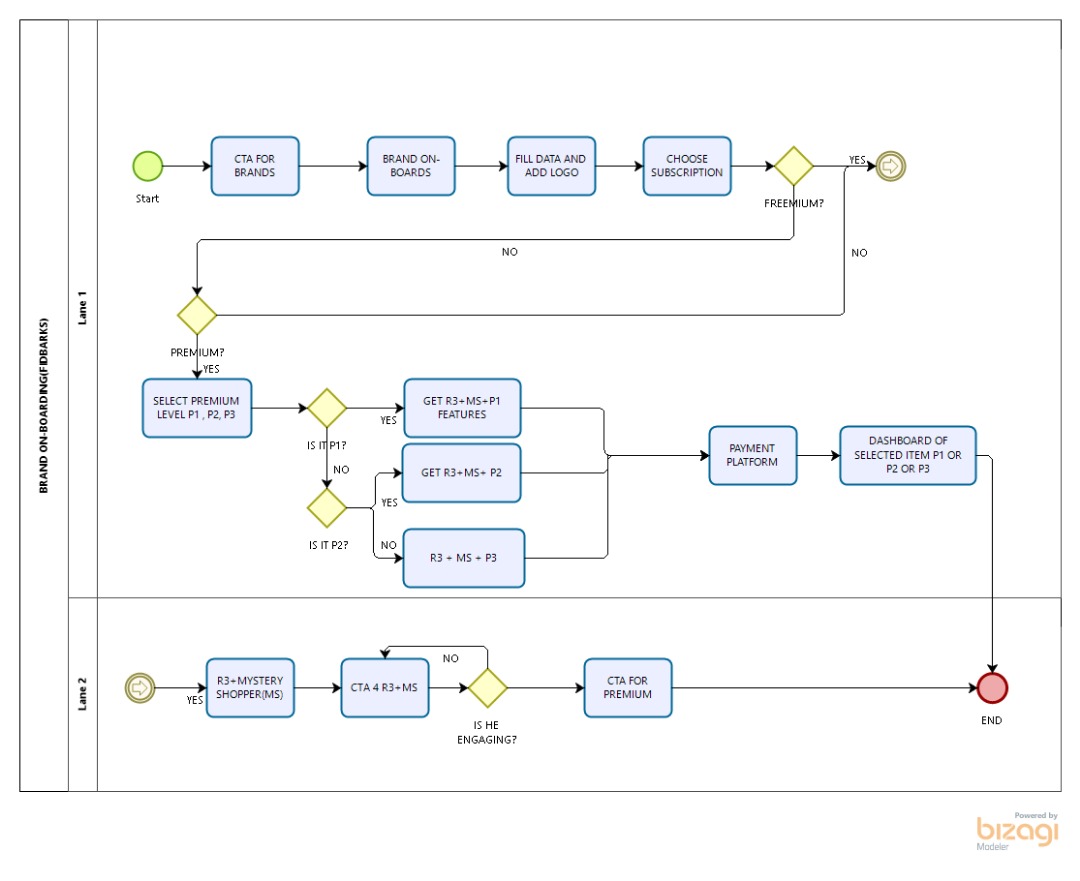 BRAND ON-BOARDING(FIDBARKS)
Lane 1
Start
CTA FOR
BRANDS
BRAND ON-
BOARDS
FILL DATA AND
ADD LOGO
CHOOSE
SUBSCRIPTION
FREEMIUM?
YES
NO
NO
PREMIUM?
YES
SELECT PREMIUM
LEVEL P1 , P2, P3
IS IT P1?
YES
GET R3+MS+P1
FEATURES
NO
IS IT P2?
YES
GET R3+MS+ P2
NO
R3 + MS + P3
PAYMENT
PLATFORM
DASHBOARD OF
SELECTED ITEM P1 OR
P2 OR P3
Lane 2
YES
R3+MYSTERY
SHOPPER(MS)
CTA 4 R3+MS
NO
IS HE
ENGAGING?
CTA FOR
PREMIUM
END
Powered by
bizagi
Modeler